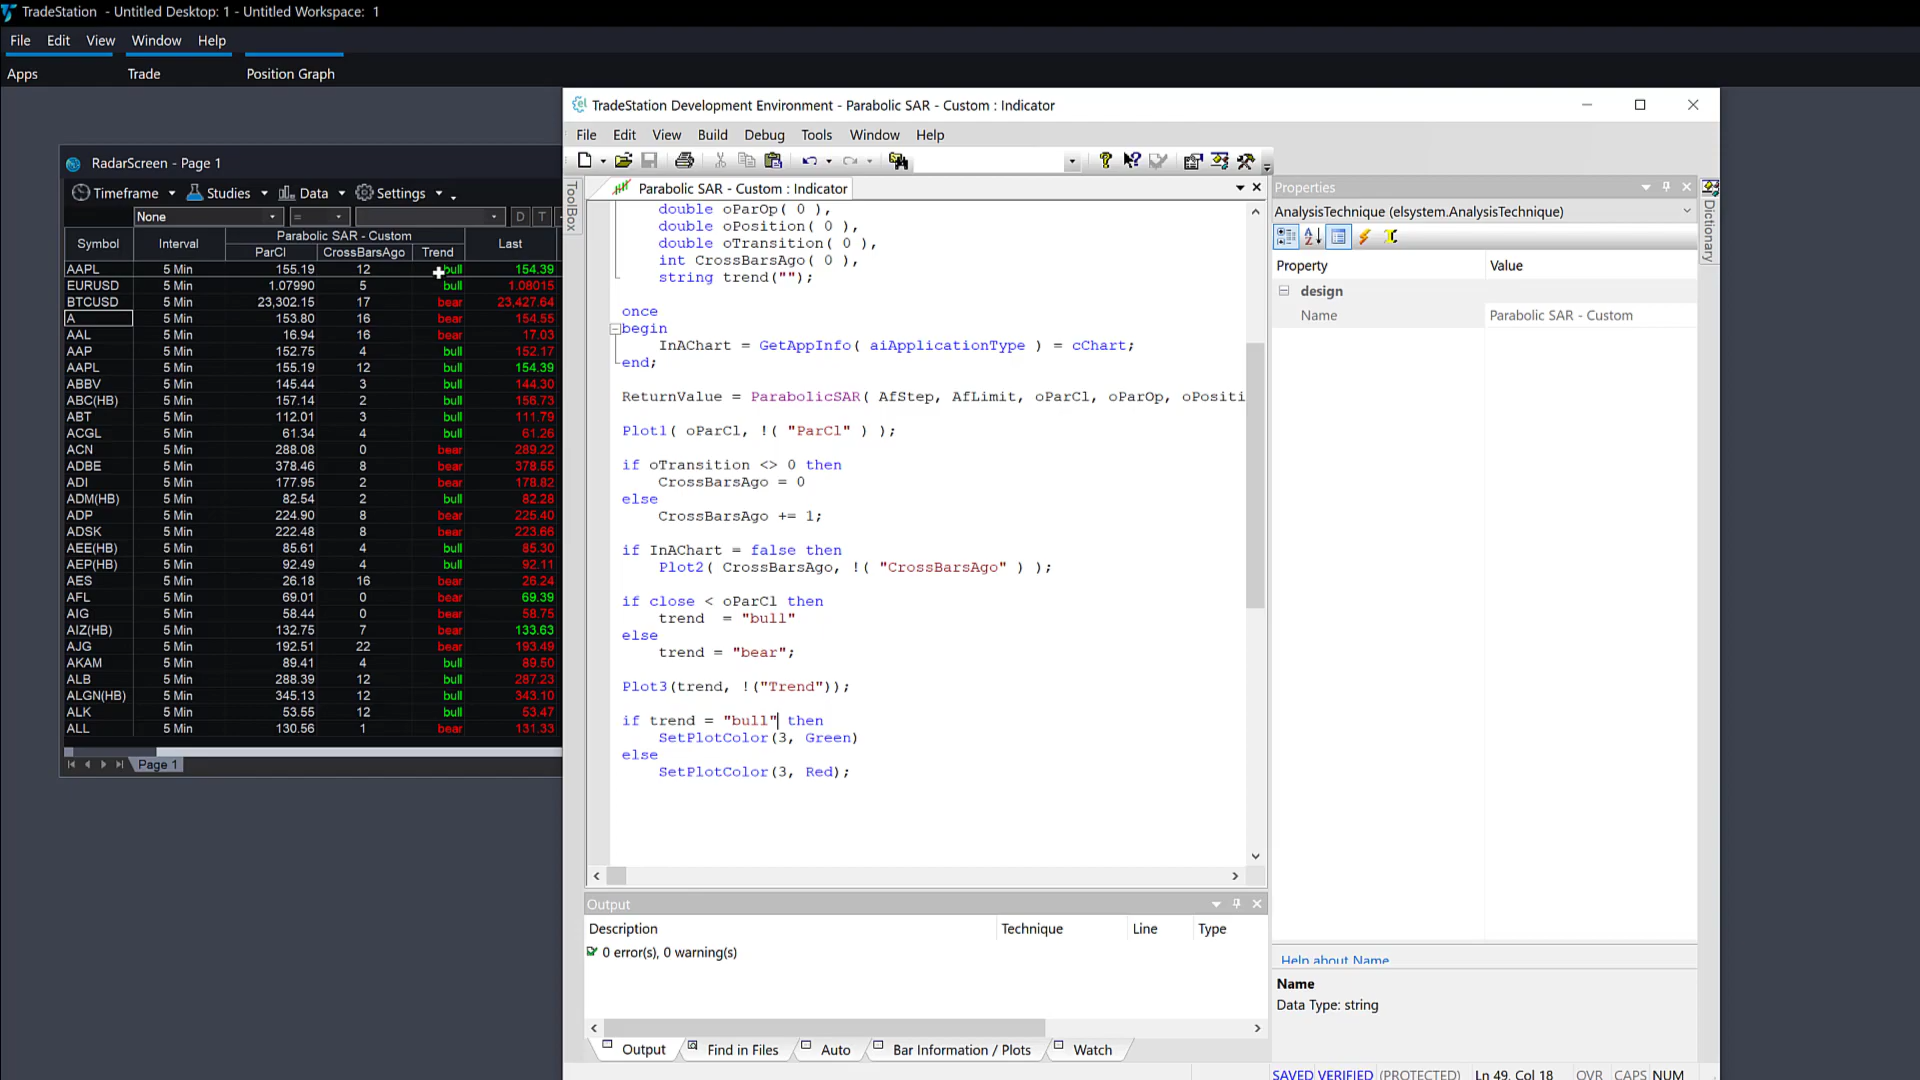 TradeStation - Untitled Desktop: 1 - Untitled Workspace: 1
File Edit View Window Help
Apps Trade Position Graph
RadarScreen - Page 1
Timeframe Studies Data Settings
None = D T
Parabolic SAR - Custom
Symbol Interval ParCl CrossBarsAgo Trend Last
AAPL 5 Min 155.19 12 bull 154.39
EURUSD 5 Min 1.07990 5 bull 1.08015
BTCUSD 5 Min 23,302.15 17 bear 23,427.64
A 5 Min 153.80 16 bear 154.55
AAL 5 Min 16.94 16 bear 17.03
AAP 5 Min 152.75 4 bull 152.17
AAPL 5 Min 155.19 12 bull 154.39
ABBV 5 Min 145.44 3 bull 144.30
ABC(HB) 5 Min 157.14 2 bull 156.73
ABT 5 Min 112.01 3 bull 111.79
ACGL 5 Min 61.34 4 bull 61.26
ACN 5 Min 288.08 0 bear 289.22
ADBE 5 Min 378.46 8 bear 378.55
ADI 5 Min 177.95 2 bear 178.82
ADM(HB) 5 Min 82.54 2 bull 82.28
ADP 5 Min 224.90 8 bear 225.40
ADSK 5 Min 222.48 8 bear 223.66
AEE(HB) 5 Min 85.61 4 bull 85.30
AEP(HB) 5 Min 92.49 4 bull 92.11
AES 5 Min 26.18 16 bear 26.24
AFL 5 Min 69.01 0 bear 69.39
AIG 5 Min 58.44 0 bear 58.75
AIZ(HB) 5 Min 132.75 7 bear 133.63
AJG 5 Min 192.51 22 bear 193.49
AKAM 5 Min 89.41 4 bull 89.50
ALB 5 Min 288.39 12 bull 287.23
ALGN(HB) 5 Min 345.13 12 bull 343.10
ALK 5 Min 53.55 12 bull 53.47
ALL 5 Min 130.56 1 bear 131.33
Page 1
TradeStation Development Environment - Parabolic SAR - Custom : Indicator
File Edit View Build Debug Tools Window Help
ToolBox
Parabolic SAR - Custom : Indicator
double oParOp( 0 ),
double oPosition( 0 ),
double oTransition( 0 ),
int CrossBarsAgo( 0 ),
string trend("");
once
begin
InAChart = GetAppInfo( aiApplicationType ) = cChart;
end;
ReturnValue = ParabolicSAR( AfStep, AfLimit, oParCl, oParOp, oPositi
Plot1( oParCl, !( "ParCl" ) );
if oTransition <> 0 then
CrossBarsAgo = 0
else
CrossBarsAgo += 1;
if InAChart = false then
Plot2( CrossBarsAgo, !( "CrossBarsAgo" ) );
if close < oParCl then
trend  = "bull"
else
trend = "bear";
Plot3(trend, !("Trend"));
if trend = "bull" then
SetPlotColor(3, Green)
else
SetPlotColor(3, Red);
Output
Description Technique Line Type
0 error(s), 0 warning(s)
Output Find in Files Auto Bar Information / Plots Watch
Properties
AnalysisTechnique (elsystem.AnalysisTechnique)
Property Value
design
Name Parabolic SAR - Custom
Help about Name
Name
Data Type: string
Dictionary
SAVED VERIFIED (PROTECTED) Ln 49, Col 18 OVR CAPS NUM